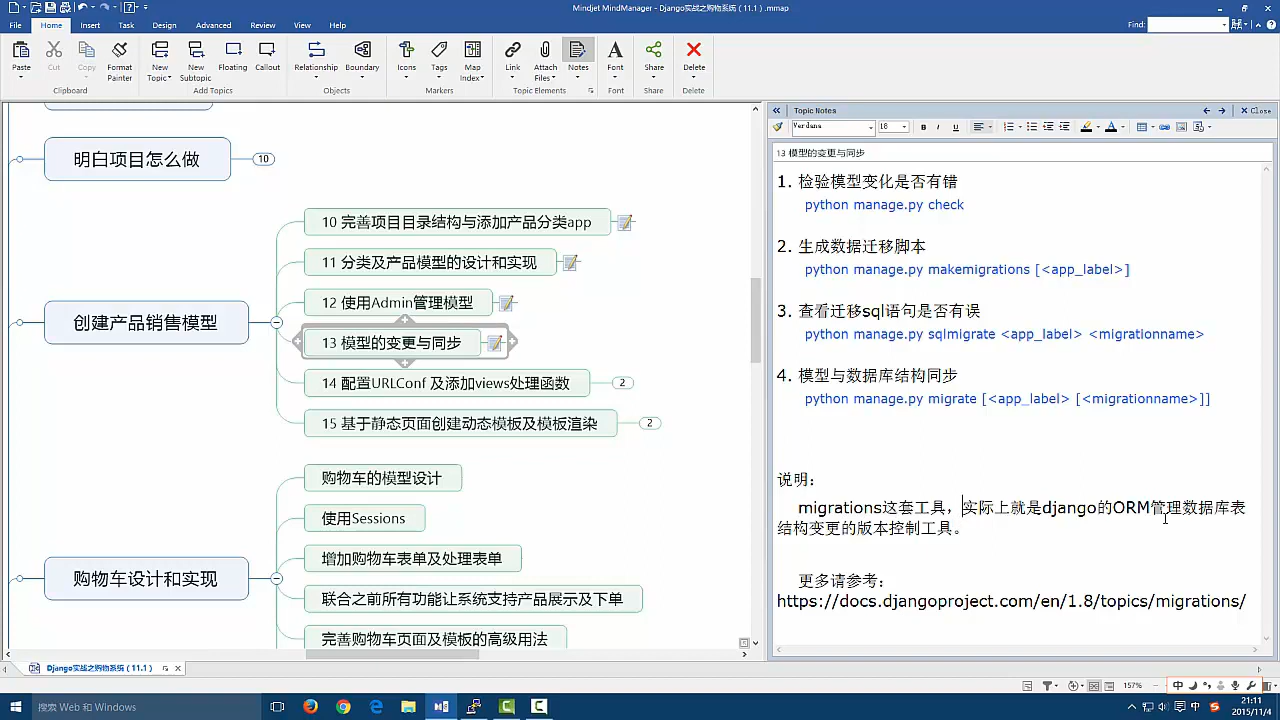 Mindjet MindManager - Django实战之购物系统（11.1）.mmap
File Home Insert Task Design Advanced Review View Help
Find:
Paste Cut Copy Format Painter
New Topic New Subtopic Floating Callout
Relationship Boundary
Icons Tags Map Index
Link Attach Files Notes
Font Share Delete
Clipboard Add Topics Objects Markers Topic Elements Font Share Delete
明白项目怎么做
10
10 完善项目目录结构与添加产品分类app
11 分类及产品模型的设计和实现
12 使用Admin管理模型
创建产品销售模型
13 模型的变更与同步
14 配置URLConf 及添加views处理函数
2
15 基于静态页面创建动态模板及模板渲染
2
购物车的模型设计
使用Sessions
增加购物车表单及处理表单
购物车设计和实现
联合之前所有功能让系统支持产品展示及下单
完善购物车页面及模板的高级用法
Topic Notes
Close
Verdana 18 B I U
13 模型的变更与同步
1. 检验模型变化是否有错
python manage.py check
2. 生成数据迁移脚本
python manage.py makemigrations [<app_label>]
3. 查看迁移sql语句是否有误
python manage.py sqlmigrate <app_label> <migrationname>
4. 模型与数据库结构同步
python manage.py migrate [<app_label> [<migrationname>]]
说明：
migrations这套工具，实际上就是django的ORM管理数据库表
结构变更的版本控制工具。
更多请参考：
https://docs.djangoproject.com/en/1.8/topics/migrations/
Django实战之购物系统（11.1）
157%
中
搜索 Web 和 Windows
中
21:11
2015/11/4